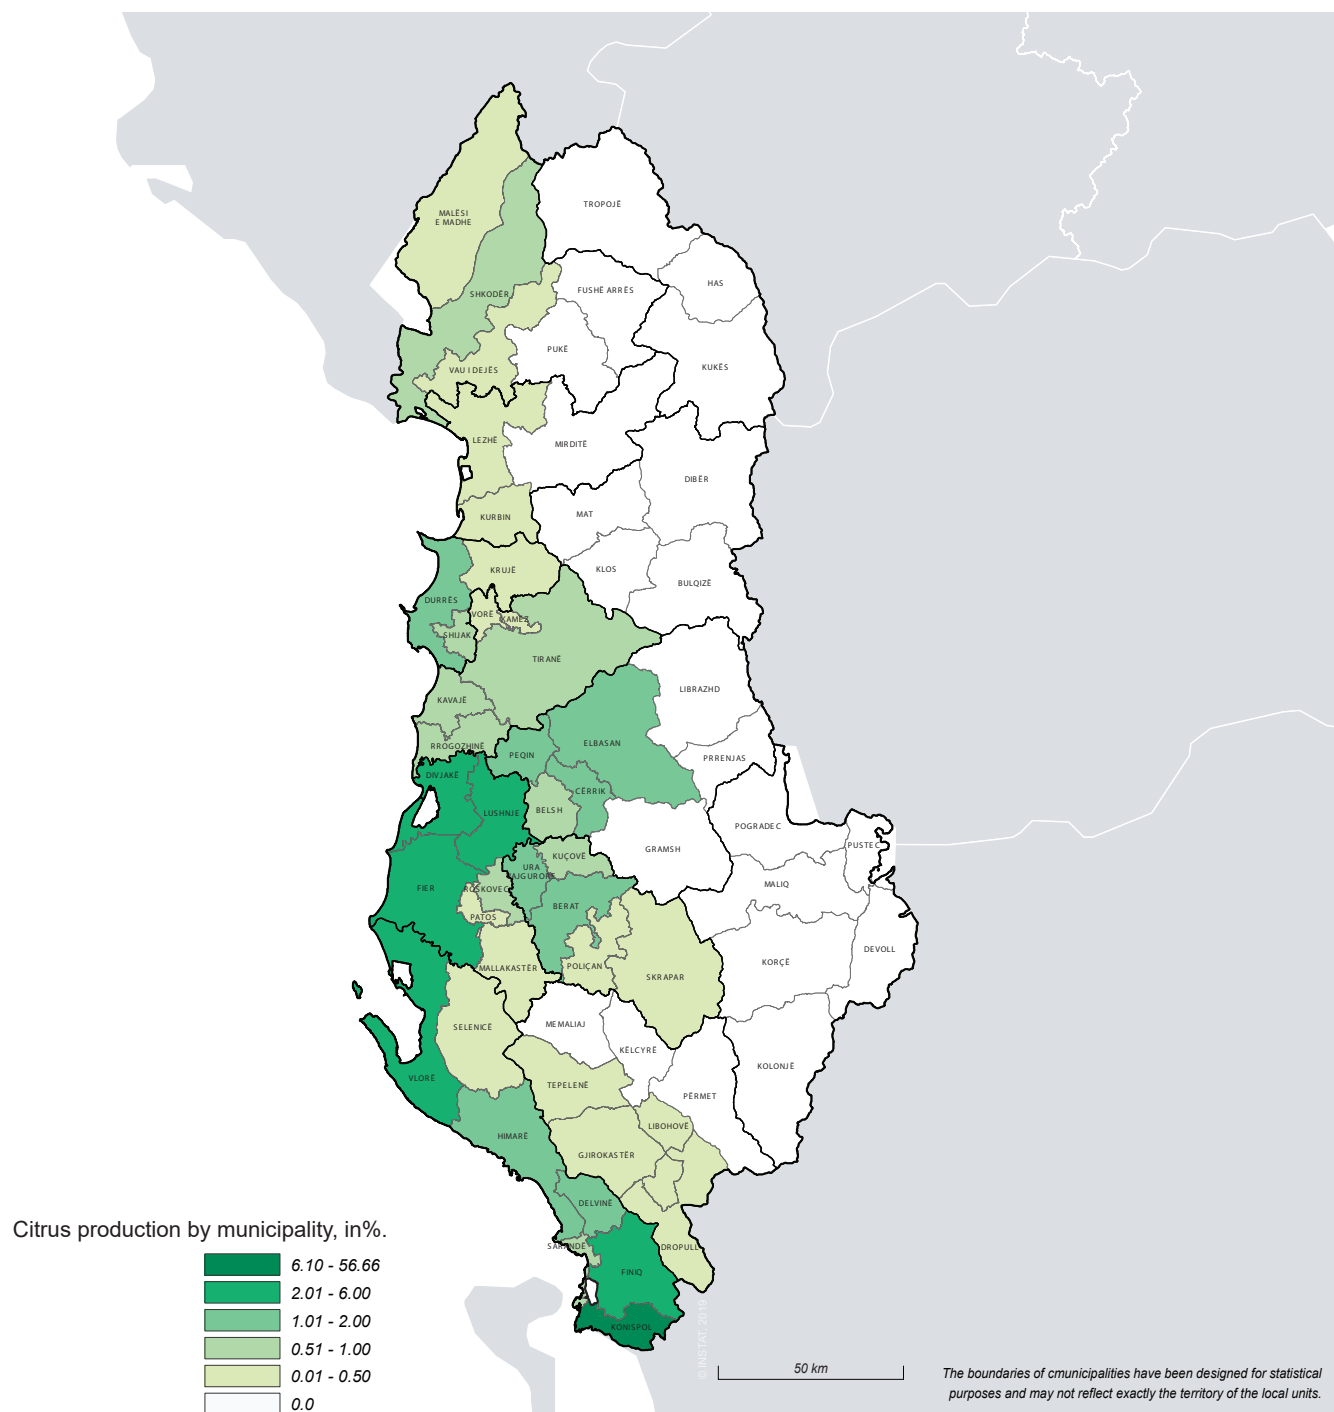 TROPOJË
MALËSI
E MADHE
HAS
FUSHË ARRËS
SHKODËR
PUKË
KUKËS
VAU I DEJËS
LEZHË
MIRDITË
DIBËR
MAT
KURBIN
KRUJË
KLOS
BULQIZË
DURRËS
VORË
KAMËZ
SHIJAK
TIRANË
LIBRAZHD
KAVAJË
RROGOZHINË
ELBASAN
PEQIN
PRRENJAS
DIVJAKË
CËRRIK
LUSHNJE
BELSH
POGRADEC
PUSTEC
GRAMSH
KUÇOVË
URA
VAJGURORE
MALIQ
FIER
ROSKOVEC
BERAT
PATOS
DEVOLL
KORÇË
MALLAKASTËR
POLIÇAN
SKRAPAR
SELENICË
MEMALIAJ
KËLCYRË
KOLONJË
VLORË
TEPELENË
PËRMET
LIBOHOVË
HIMARË
GJIROKASTËR
DELVINË
SARANDË
DROPULL
FINIQ
KONISPOL
Citrus production by municipality, in%.
6.10 - 56.66
2.01 - 6.00
1.01 - 2.00
0.51 - 1.00
0.01 - 0.50
0.0
© INSTAT, 2019
50 km
The boundaries of cmunicipalities have been designed for statistical
purposes and may not reflect exactly the territory of the local units.